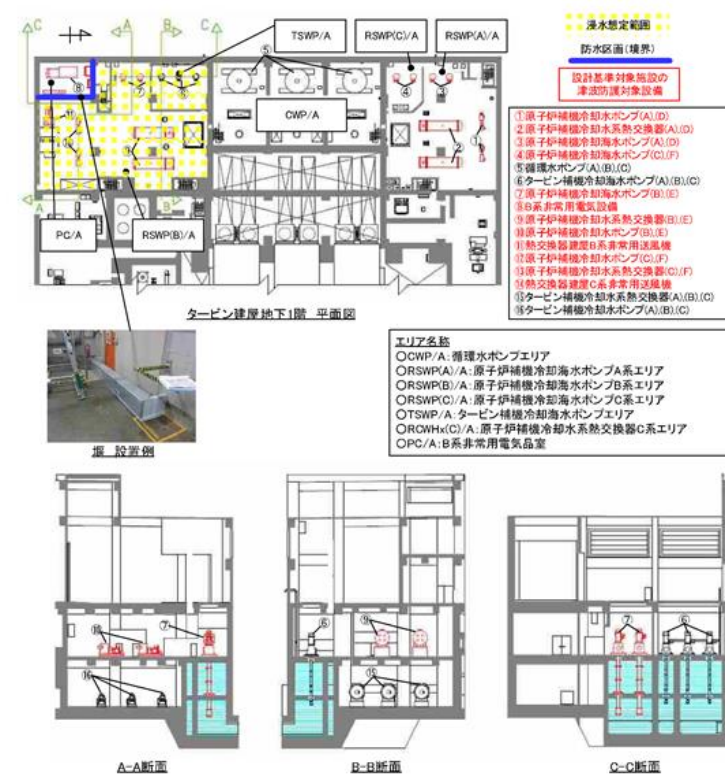 C
A
B
C
TSWP/A
RSWP(C)/A
RSWP(A)/A
浸水想定範囲
防水区画(境界)
設計基準対象施設の
津波防護対象設備
CWP/A
PC/A
RSWP(B)/A
A
B
タービン建屋地下1階 平面図
①原子炉補機冷却水ポンプ(A),(D)
②原子炉補機冷却水系熱交換器(A),(D)
③原子炉補機冷却海水ポンプ(A),(D)
④原子炉補機冷却海水ポンプ(C),(F)
⑤循環水ポンプ(A),(B),(C)
⑥タービン補機冷却海水ポンプ(A),(B),(C)
⑦原子炉補機冷却海水ポンプ(B),(E)
⑧B系非常用電気設備
⑨原子炉補機冷却水系熱交換器(B),(E)
⑩原子炉補機冷却水ポンプ(B),(E)
⑪熱交換器建屋B系非常用送風機
⑫原子炉補機冷却水ポンプ(C),(F)
⑬原子炉補機冷却水系熱交換器(C),(F)
⑭熱交換器建屋C系非常用送風機
⑮タービン補機冷却水系熱交換器(A),(B),(C)
⑯タービン補機冷却水ポンプ(A),(B),(C)
堰 設置例
エリア名称
○CWP/A:循環水ポンプエリア
○RSWP(A)/A:原子炉補機冷却海水ポンプA系エリア
○RSWP(B)/A:原子炉補機冷却海水ポンプB系エリア
○RSWP(C)/A:原子炉補機冷却海水ポンプC系エリア
○TSWP/A:タービン補機冷却海水ポンプエリア
○RCWHx(C)/A:原子炉補機冷却水系熱交換器C系エリア
○PC/A:B系非常用電気品室
⑩
⑦
⑯
⑥
⑨
⑮
⑦
⑥
A-A断面
B-B断面
C-C断面